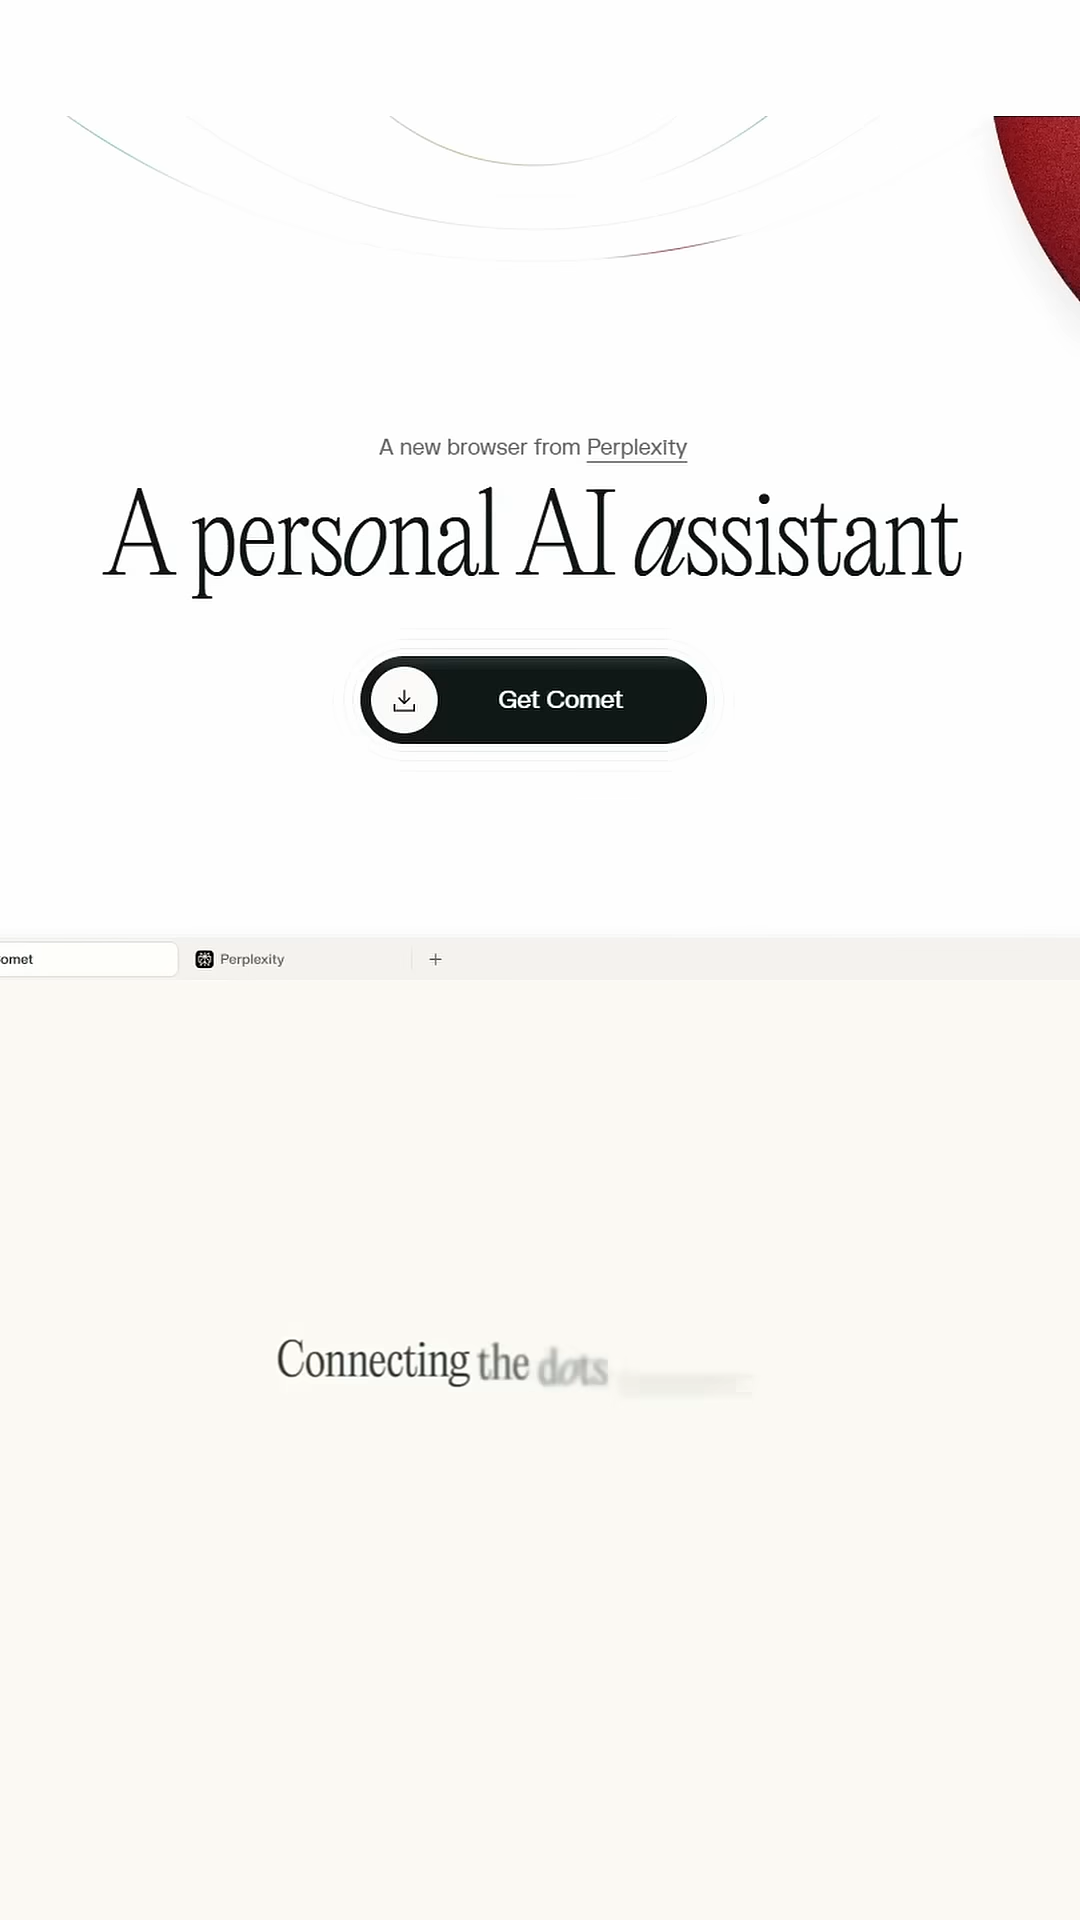 A new browser from Perplexity
A personal AI assistant
Get Comet
omet
Perplexity
Connecting the dots